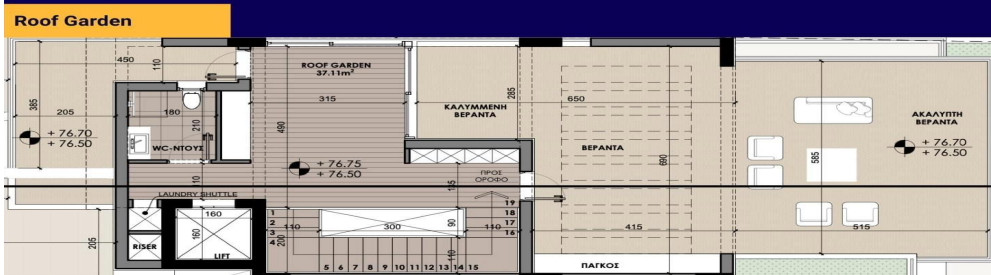 Roof Garden
450
110
385
205
+ 76.70
+ 76.50
180
210
WC-ΝΤΟΥΣ
ROOF GARDEN
37.11m²
315
490
+ 76.75
+ 76.50
ΚΑΛΥΜΜΕΝΗ
ΒΕΡΑΝΤΑ
285
650
ΒΕΡΑΝΤΑ
690
ΑΚΑΛΥΠΤΗ
ΒΕΡΑΝΤΑ
+ 76.70
+ 76.50
585
ΠΡΟΣ
ΟΡΟΦΟ
LAUNDRY SHUTTLE
160
160
LIFT
RISER
205
1
2
3
4
200
110
300
90
110
110
19
18
17
16
5 6 7 8 9 10 11 12 13 14 15
415
515
ΠΑΓΚΟΣ